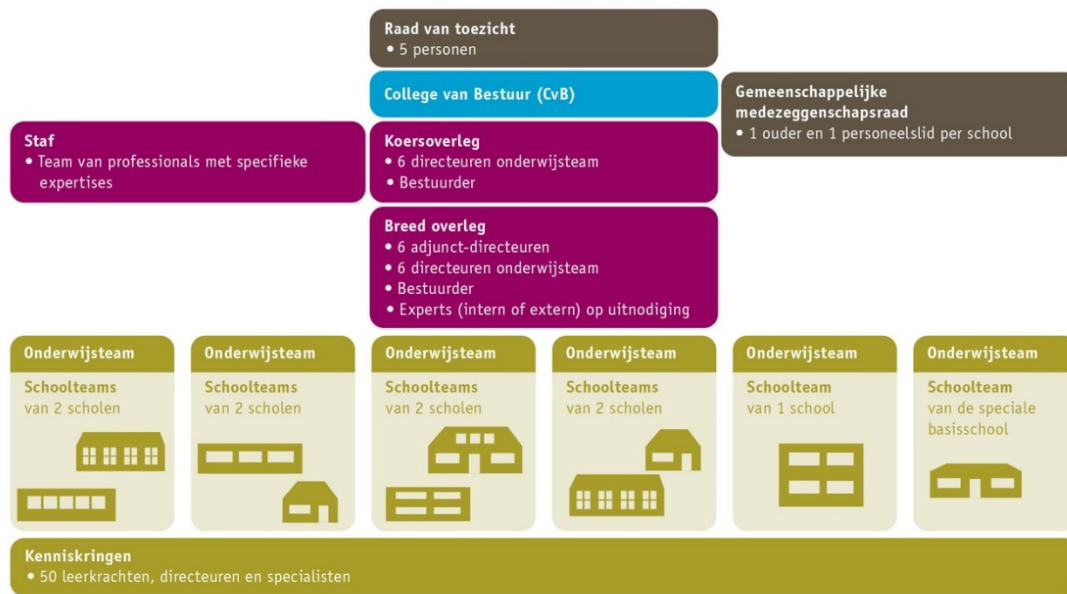 Raad van toezicht
• 5 personen
College van Bestuur (CvB)
Gemeenschappelijke
medezeggenschapsraad
• 1 ouder en 1 personeelslid per school
Staf
• Team van professionals met specifieke
expertises
Koersoverleg
• 6 directeuren onderwijsteam
• Bestuurder
Breed overleg
• 6 adjunct-directeuren
• 6 directeuren onderwijsteam
• Bestuurder
• Experts (intern of extern) op uitnodiging
Onderwijsteam
Schoolteams
van 2 scholen
Onderwijsteam
Schoolteams
van 2 scholen
Onderwijsteam
Schoolteams
van 2 scholen
Onderwijsteam
Schoolteams
van 2 scholen
Onderwijsteam
Schoolteam
van 1 school
Onderwijsteam
Schoolteam
van de speciale
basisschool
Kenniskringen
• 50 leerkrachten, directeuren en specialisten